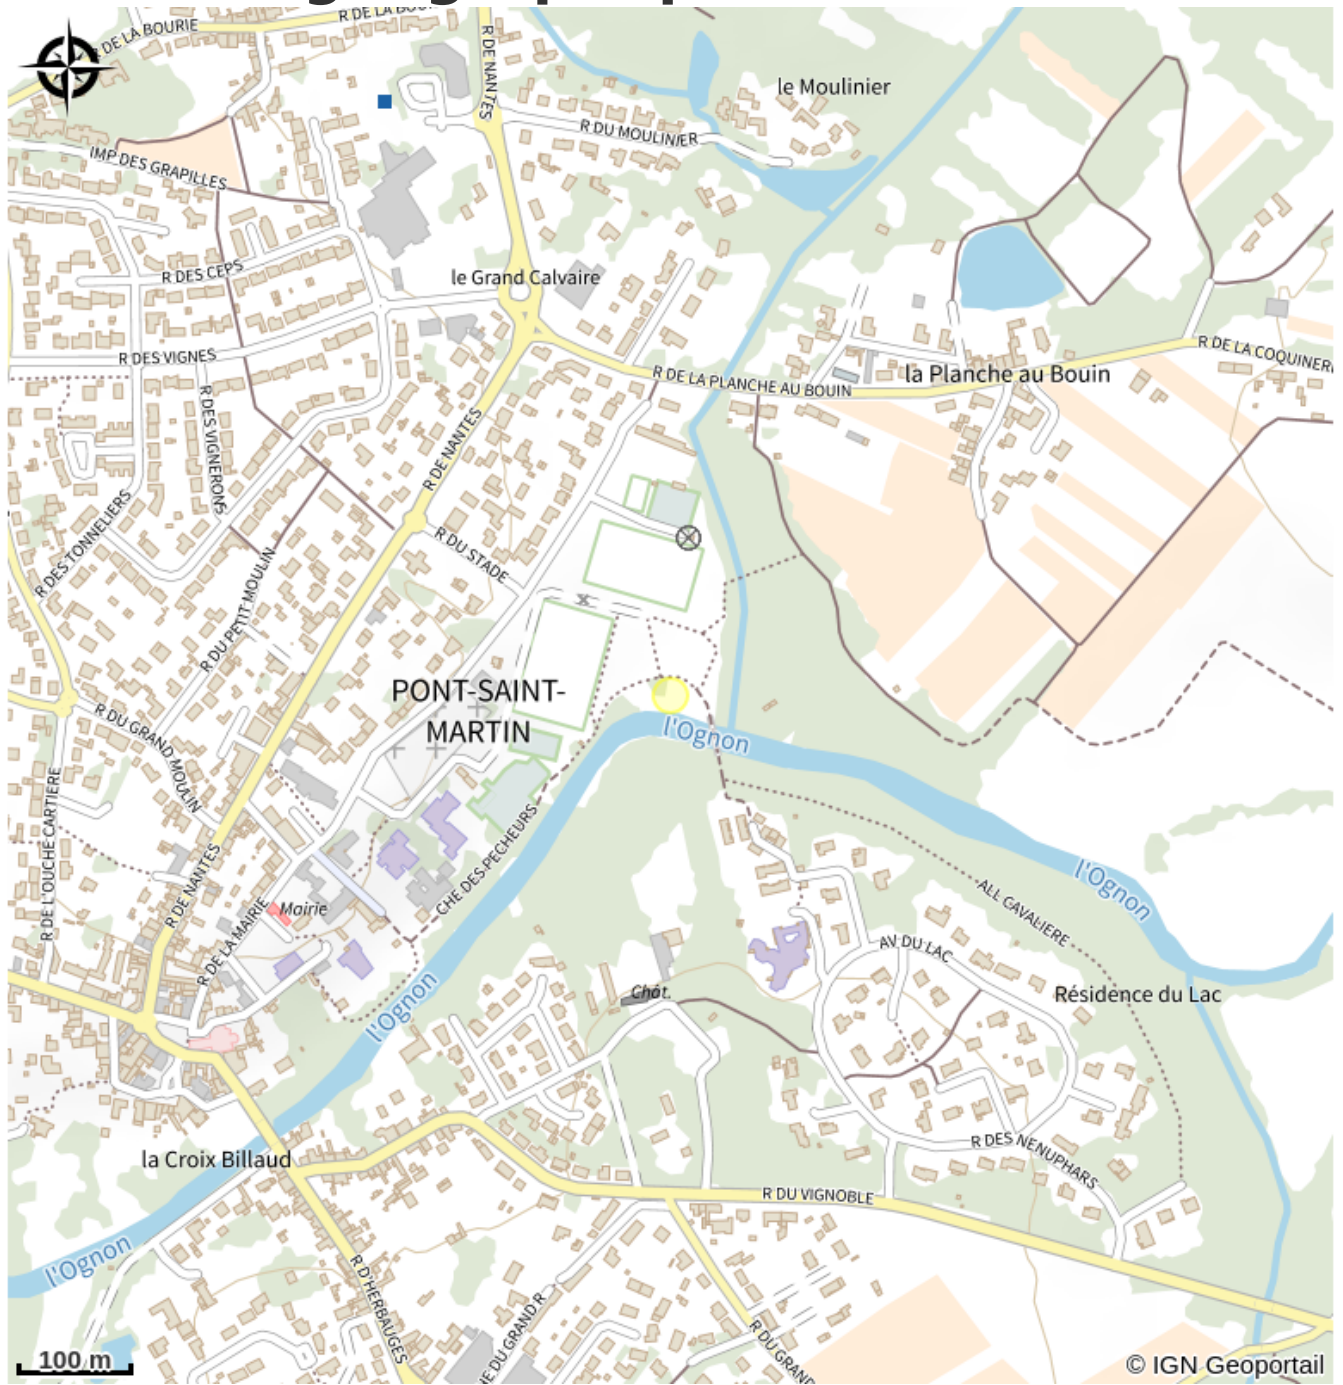 R DE LA BOURIE
R DE NANTES
le Moulinier
R DU MOULINIER
IMP DES GRAPILLES
R DES CEPS
le Grand Calvaire
R DES VIGNES
R DE LA COQUINERI
R DE LA PLANCHE AU BOUIN
la Planche au Bouin
R DES VIGNERONS
R DE NANTES
R DES TONNELIERS
R DU STADE
R DU PETIT MOULIN
PONT-SAINT-
MARTIN
l'Ognon
R DU GRAND MOULIN
R DE L'OUCHE CARTIERE
CHE DES PECHEURS
R DE NANTES
l'Ognon
ALL CAVALIERE
Mairie
R DE LA MAIRIE
AV DU LAC
Chât.
Résidence du Lac
l'Ognon
la Croix Billaud
R DES NENUPHARS
R DU VIGNOBLE
l'Ognon
R D'HERBAUGES
E DU GRAND R
R DU GRAND
100 m
© IGN Geoportail